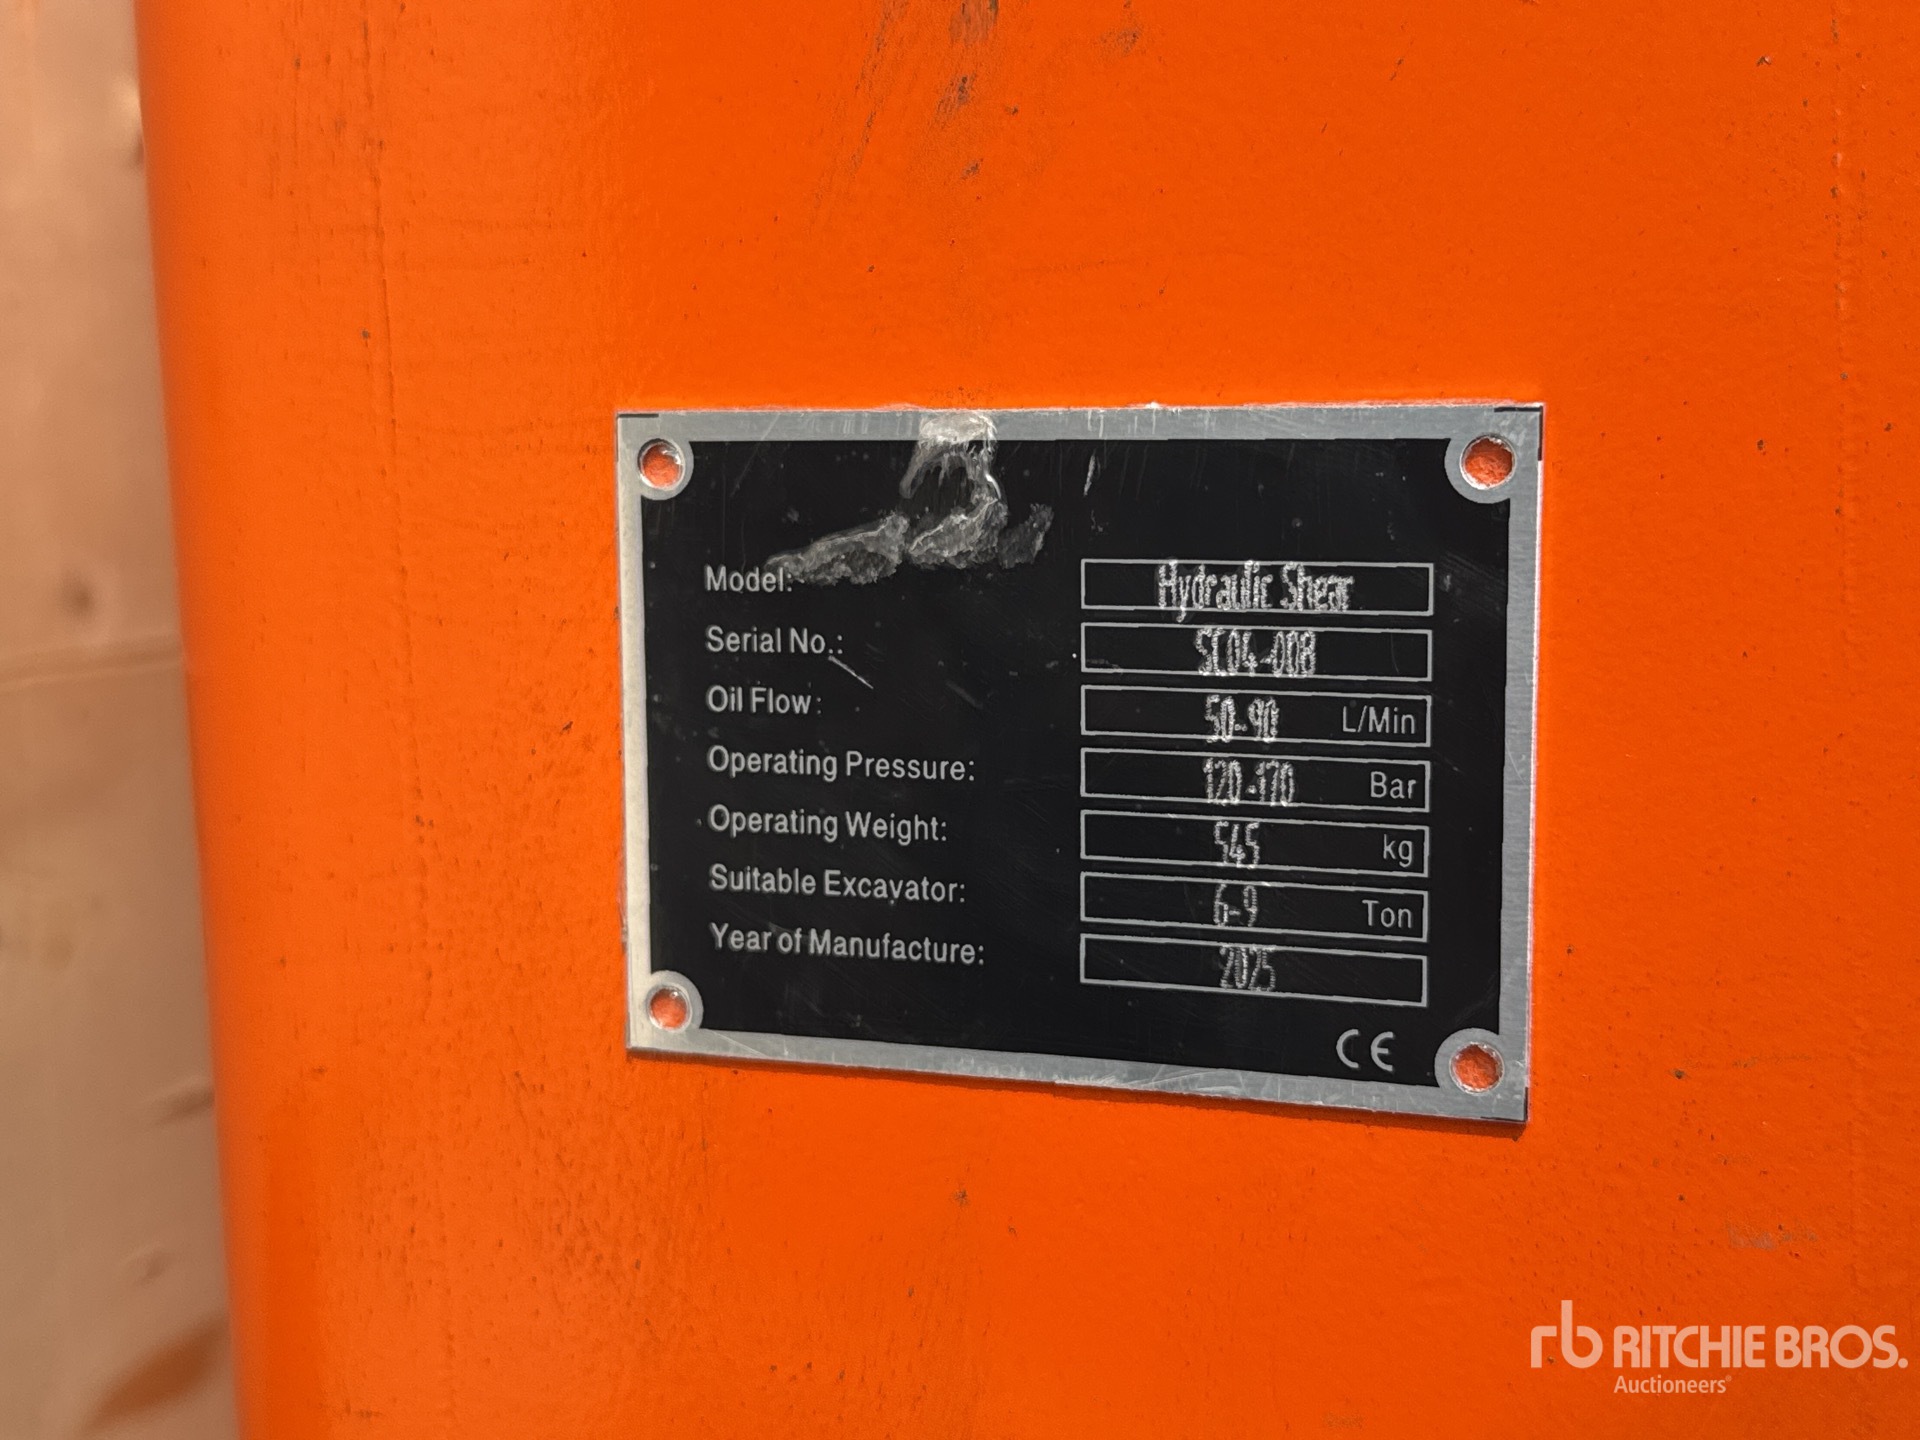 Model: Hydraulic Shear
Serial No.: SC04-008
Oil Flow: 50-90 L/Min
Operating Pressure: 120-170 Bar
Operating Weight: 545 kg
Suitable Excavator: 6-9 Ton
Year of Manufacture: 2025
CE
rb RITCHIE BROS.
Auctioneers